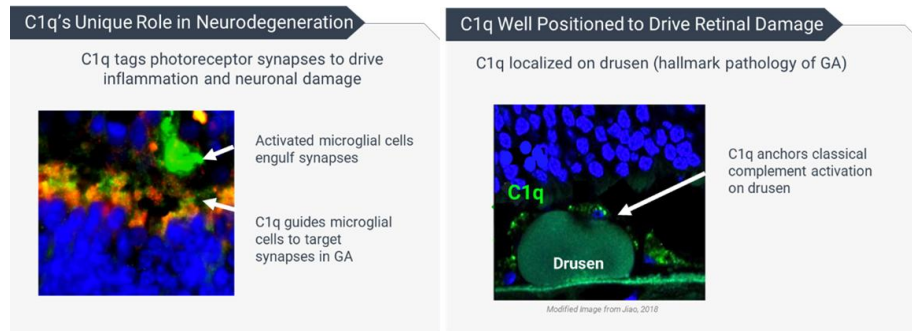 C1q's Unique Role in Neurodegeneration
C1q tags photoreceptor synapses to drive
inflammation and neuronal damage
Activated microglial cells
engulf synapses
C1q guides microglial
cells to target
synapses in GA
C1q Well Positioned to Drive Retinal Damage
C1q localized on drusen (hallmark pathology of GA)
C1q
Drusen
C1q anchors classical
complement activation
on drusen
Modified Image from Jiao, 2018